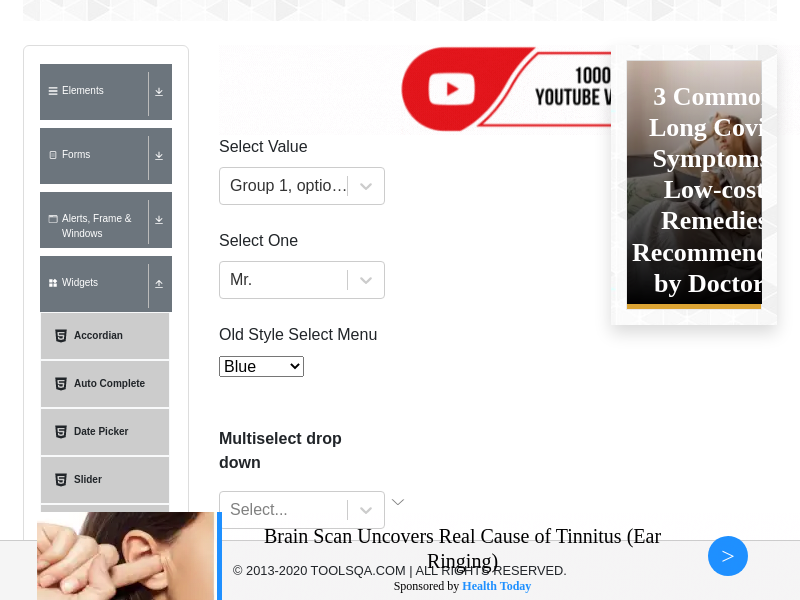 Elements
Forms
Alerts, Frame &
Windows
Widgets
Accordian
Auto Complete
Date Picker
Slider
1000
YOUTUBE V
Select Value
Group 1, optio...
Select One
Mr.
Old Style Select Menu
Blue
Multiselect drop
down
Select...
3 Commo
Long Covi
Symptoms
Low-cost
Remedies
Recommend
by Doctor
Brain Scan Uncovers Real Cause of Tinnitus (Ear
Ringing)
© 2013-2020 TOOLSQA.COM | ALL RIGHTS RESERVED.
Sponsored by Health Today
>